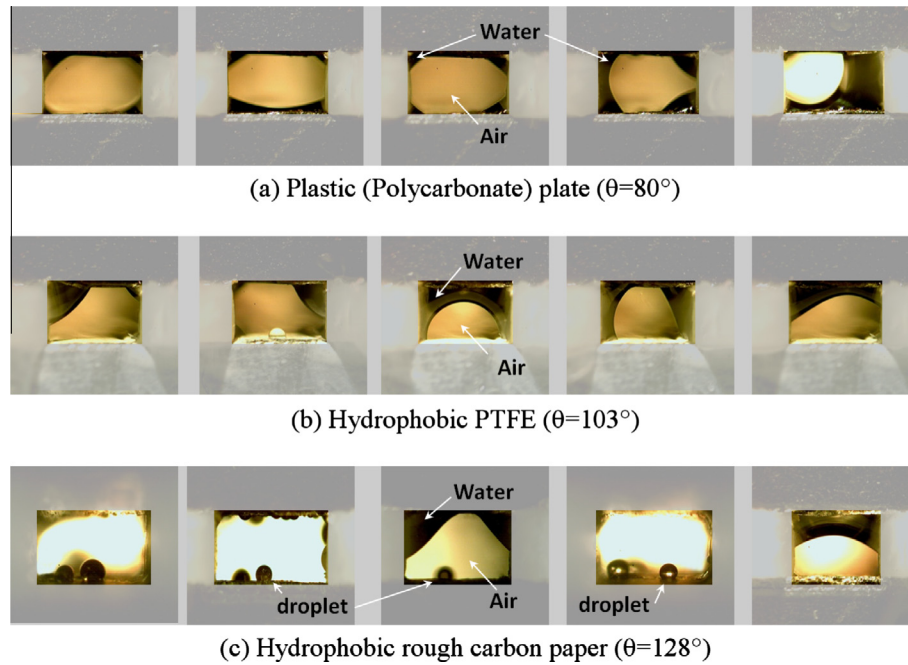 Water
Air
(a) Plastic (Polycarbonate) plate (θ=80°)
Water
Air
(b) Hydrophobic PTFE (θ=103°)
Water
droplet
Air
droplet
(c) Hydrophobic rough carbon paper (θ=128°)